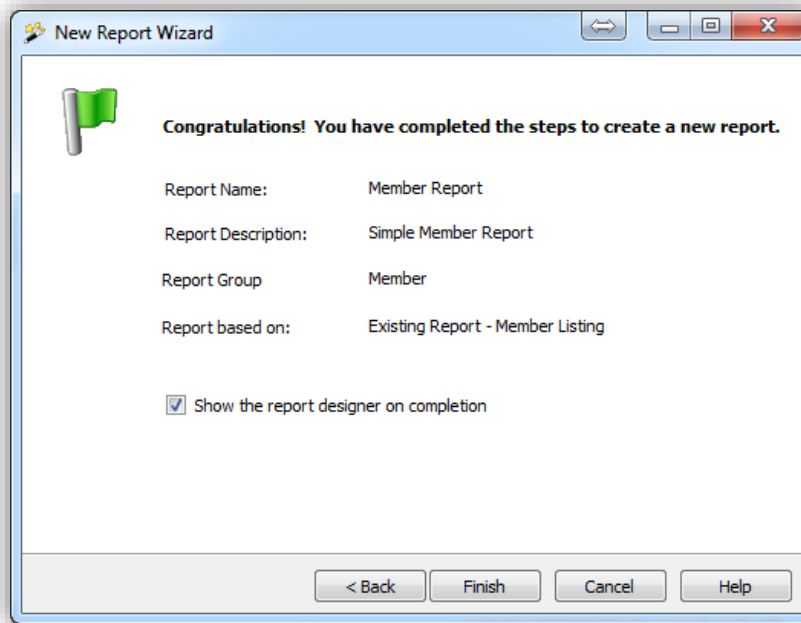 New Report Wizard
Congratulations! You have completed the steps to create a new report.
Report Name: Member Report
Report Description: Simple Member Report
Report Group Member
Report based on: Existing Report - Member Listing
Show the report designer on completion
< Back Finish Cancel Help